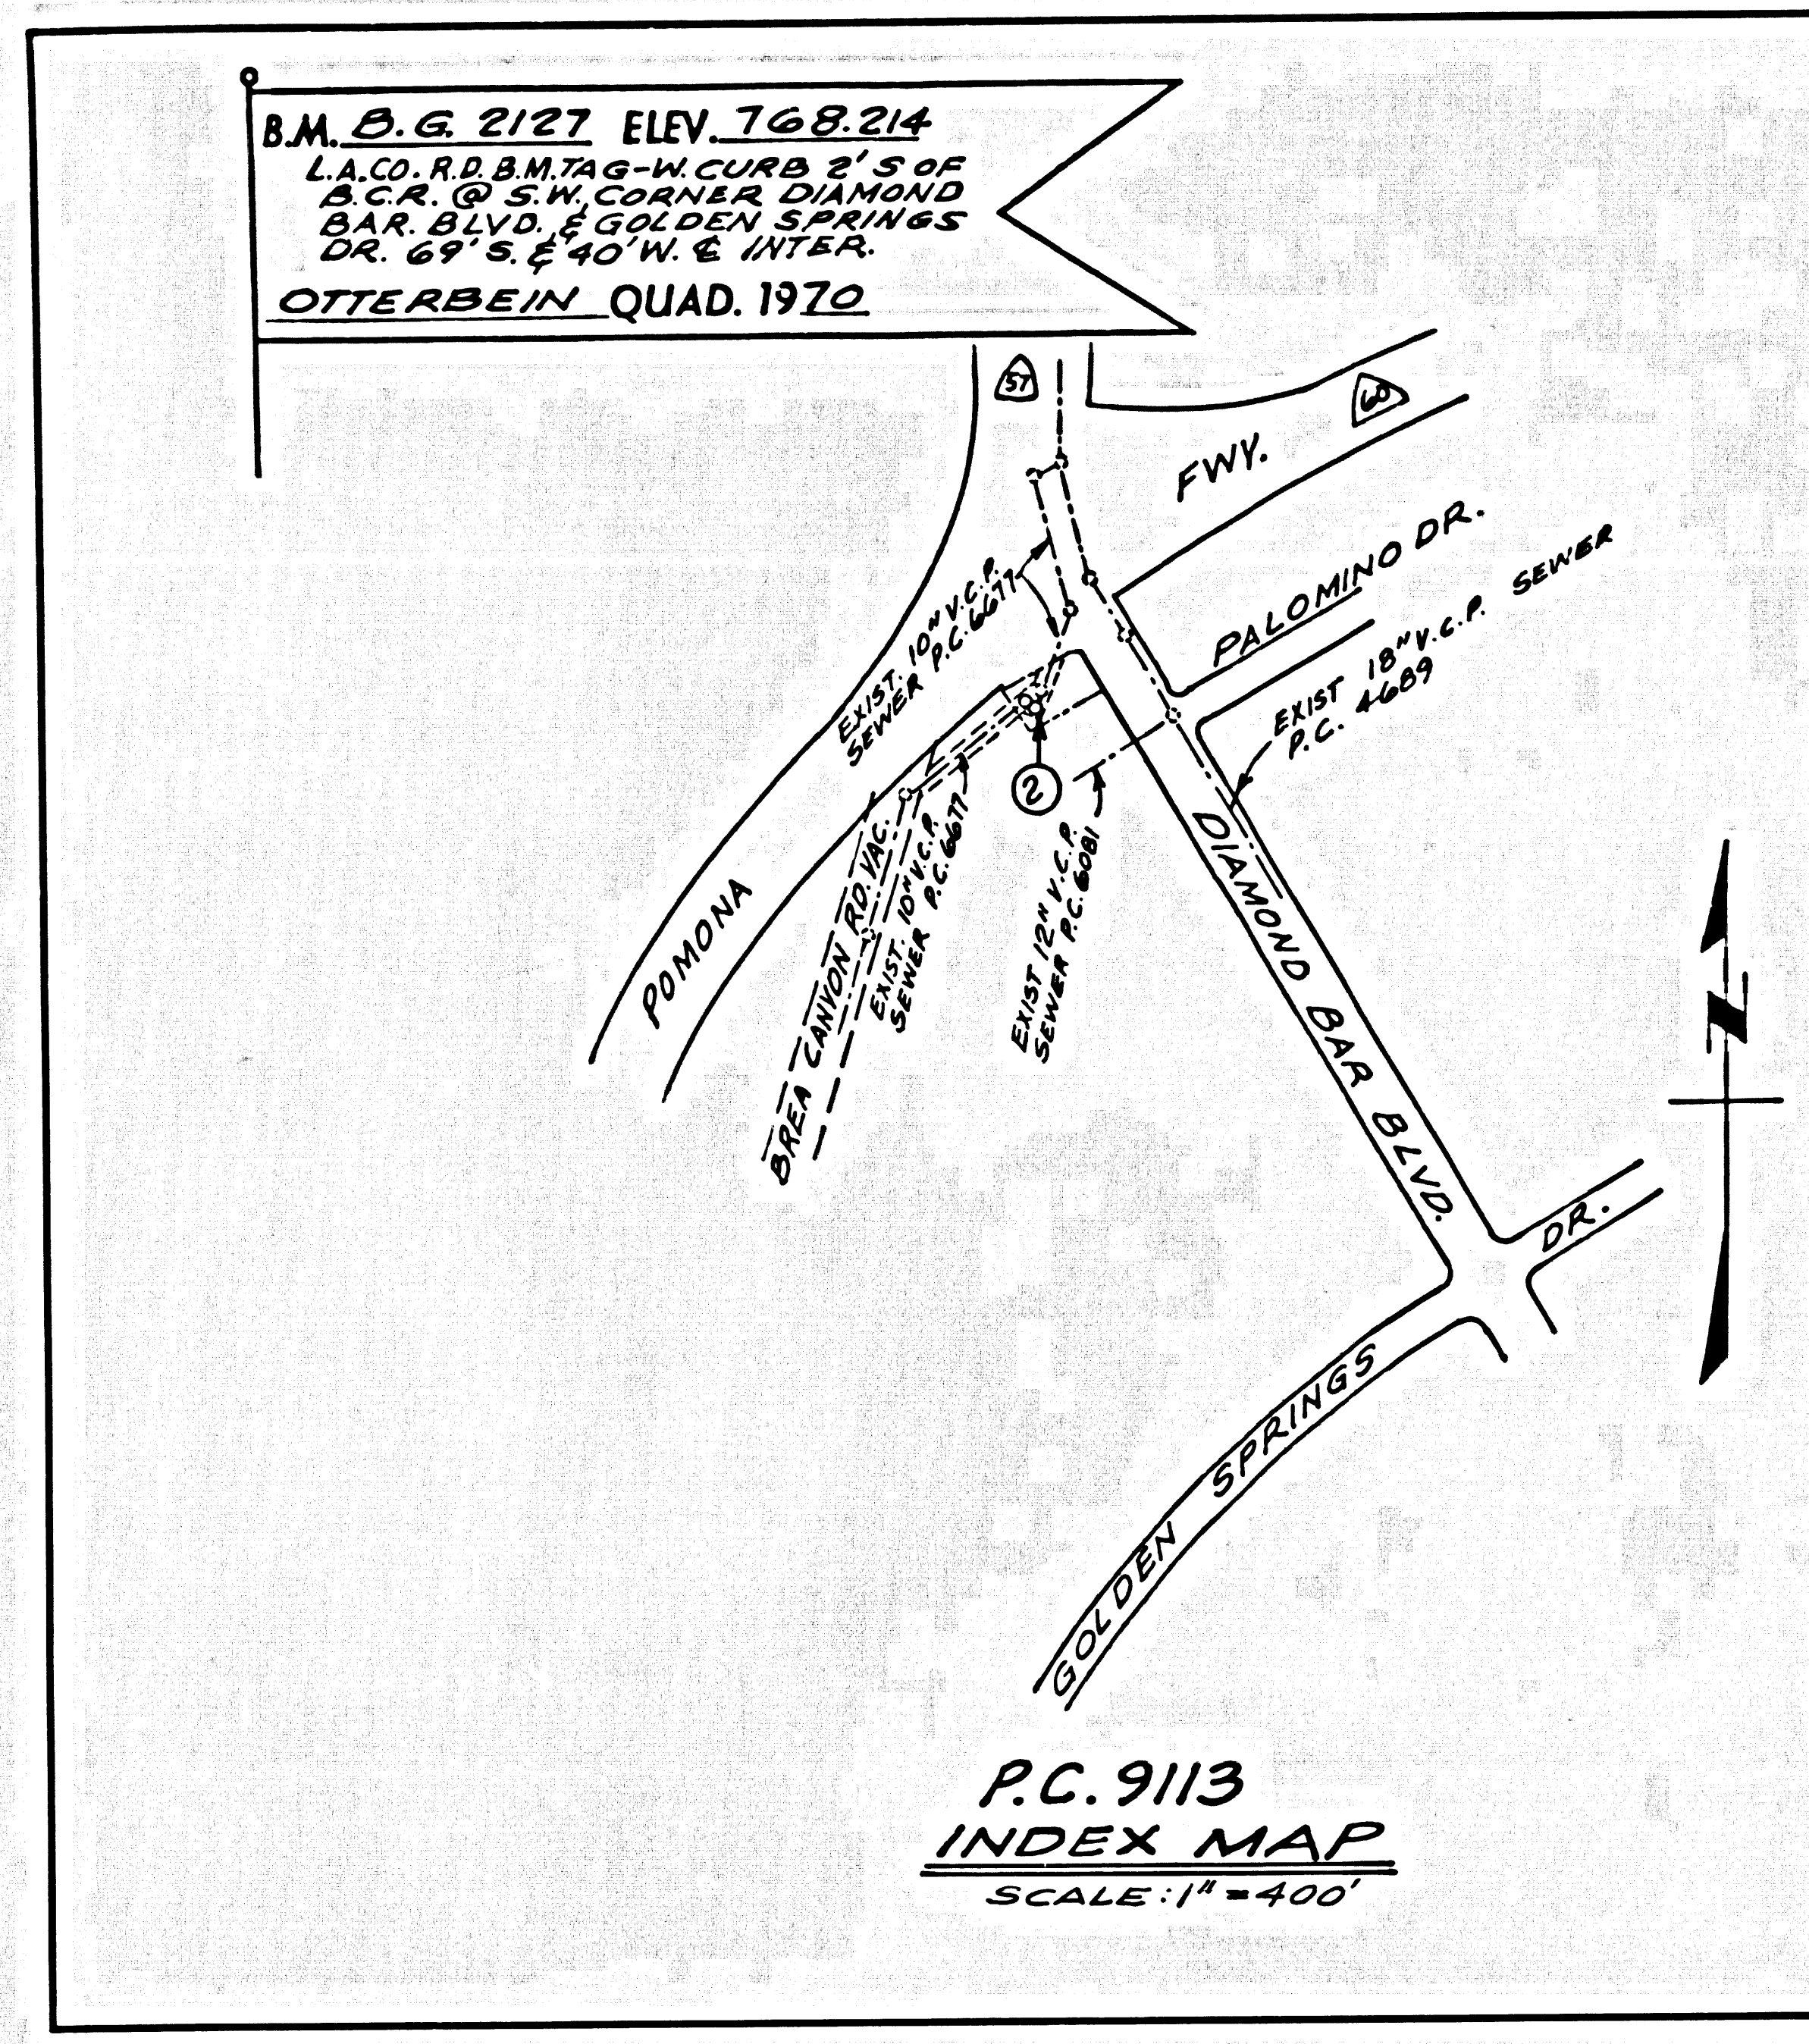 B.M. B.G. 2127 ELEV. 768.214
L.A.CO. R.D. B.M. TAG-W. CURB 2' S OF
B.C.R. @ S.W. CORNER DIAMOND
BAR. BLVD. & GOLDEN SPRINGS
DR. 69' S. & 40' W. ℄ INTER.
OTTERBEIN QUAD. 1970
57
60
FWY.
PALOMINO DR.
EXIST 18" V.C.P. SEWER
P.C. 4689
EXIST. 10" V.C.P.
SEWER P.C. 6677
2
POMONA
BREA CANYON RD. VAC.
EXIST. 10" V.C.P.
SEWER P.C. 6677
EXIST 12" V.C.P.
SEWER P.C. 6081
DIAMOND BAR BLVD.
N
GOLDEN SPRINGS DR.
P.C. 9113
INDEX MAP
SCALE: 1" = 400'